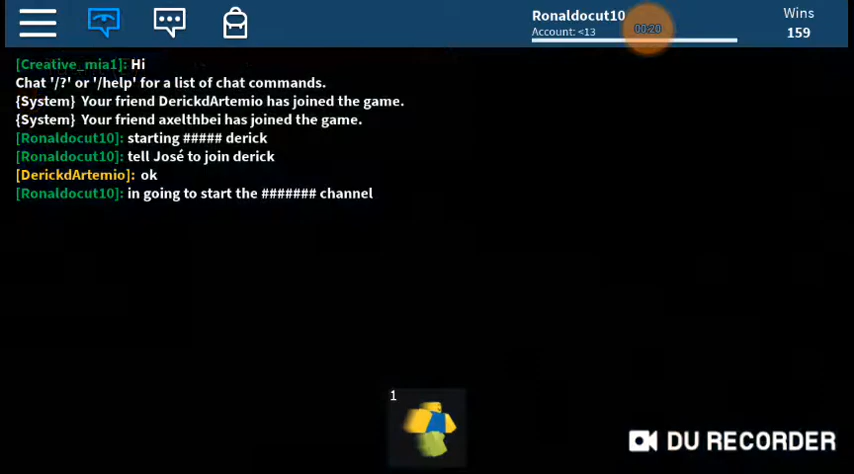 Ronaldocut10
Account: <13
00:20
Wins
159
[Creative_mia1]: Hi
Chat '/?' or '/help' for a list of chat commands.
{System} Your friend DerickdArtemio has joined the game.
{System} Your friend axelthbei has joined the game.
[Ronaldocut10]: starting ##### derick
[Ronaldocut10]: tell José to join derick
[DerickdArtemio]: ok
[Ronaldocut10]: in going to start the ####### channel
1
DU RECORDER